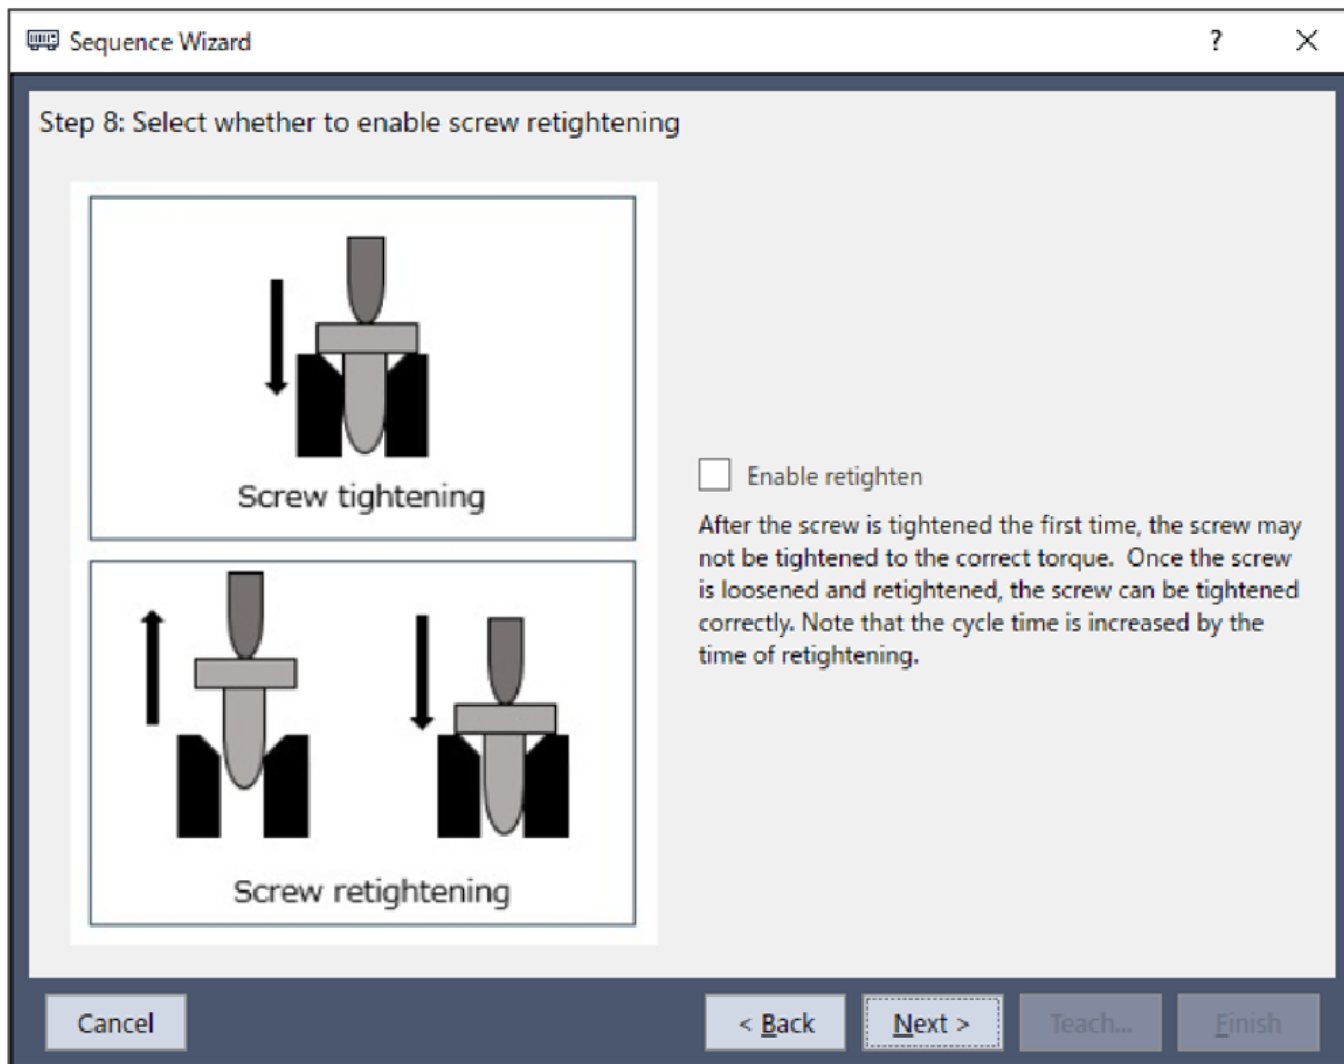 Sequence Wizard
?
Step 8: Select whether to enable screw retightening
Screw tightening
Screw retightening
Enable retighten
After the screw is tightened the first time, the screw may
not be tightened to the correct torque.  Once the screw
is loosened and retightened, the screw can be tightened
correctly. Note that the cycle time is increased by the
time of retightening.
Cancel
< Back
Next >
Teach...
Finish